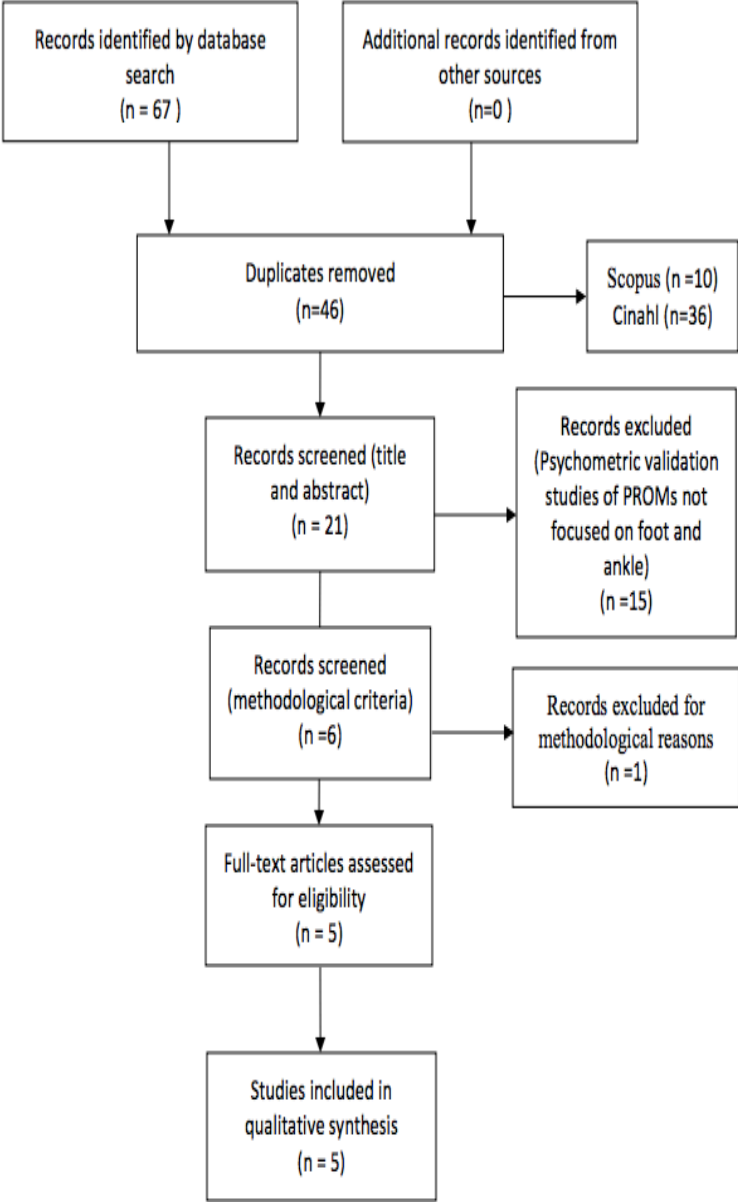 Records identified by database
search
(n = 67 )
Additional records identified from
other sources
(n=0 )
Duplicates removed
(n=46)
Scopus (n =10)
Cinahl (n=36)
Records screened (title
and abstract)
(n = 21)
Records excluded
(Psychometric validation
studies of PROMs not
focused on foot and
ankle)
(n =15)
Records screened
(methodological criteria)
(n =6)
Records excluded for
methodological reasons
(n =1)
Full-text articles assessed
for eligibility
(n = 5)
Studies included in
qualitative synthesis
(n = 5)